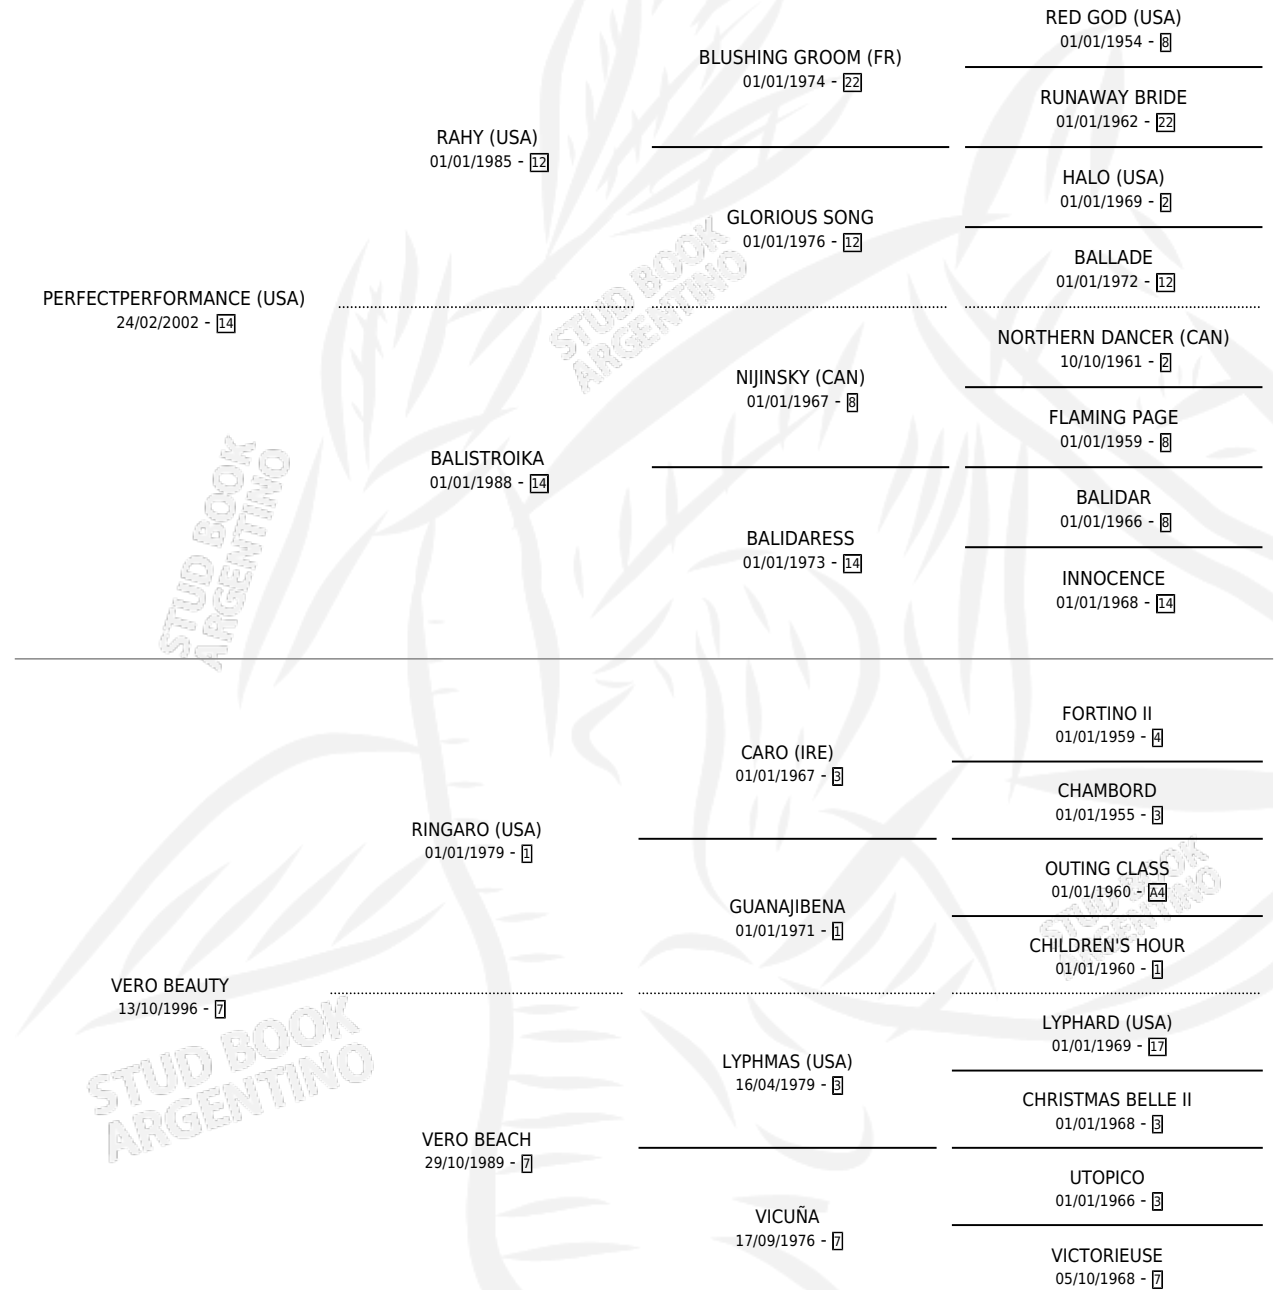 RED GOD (USA)
01/01/1954 - 8
BLUSHING GROOM (FR)
01/01/1974 - 22
RUNAWAY BRIDE
01/01/1962 - 22
RAHY (USA)
01/01/1985 - 12
HALO (USA)
01/01/1969 - 2
GLORIOUS SONG
01/01/1976 - 12
BALLADE
01/01/1972 - 12
PERFECTPERFORMANCE (USA)
24/02/2002 - 14
NORTHERN DANCER (CAN)
10/10/1961 - 2
NIJINSKY (CAN)
01/01/1967 - 8
FLAMING PAGE
01/01/1959 - 8
BALISTROIKA
01/01/1988 - 14
BALIDAR
01/01/1966 - 8
BALIDARESS
01/01/1973 - 14
INNOCENCE
01/01/1968 - 14
FORTINO II
01/01/1959 - 4
CARO (IRE)
01/01/1967 - 3
CHAMBORD
01/01/1955 - 3
RINGARO (USA)
01/01/1979 - 1
OUTING CLASS
01/01/1960 - A4
GUANAJIBENA
01/01/1971 - 1
CHILDREN'S HOUR
01/01/1960 - 1
VERO BEAUTY
13/10/1996 - 7
LYPHARD (USA)
01/01/1969 - 17
LYPHMAS (USA)
16/04/1979 - 3
CHRISTMAS BELLE II
01/01/1968 - 3
VERO BEACH
29/10/1989 - 7
UTOPICO
01/01/1966 - 3
VICUÑA
17/09/1976 - 7
VICTORIEUSE
05/10/1968 - 7
STUD BOOK
ARGENTINO
STUD BOOK
ARGENTINO
STUD BOOK
ARGENTINO
STUD BOOK
ARGENTINO